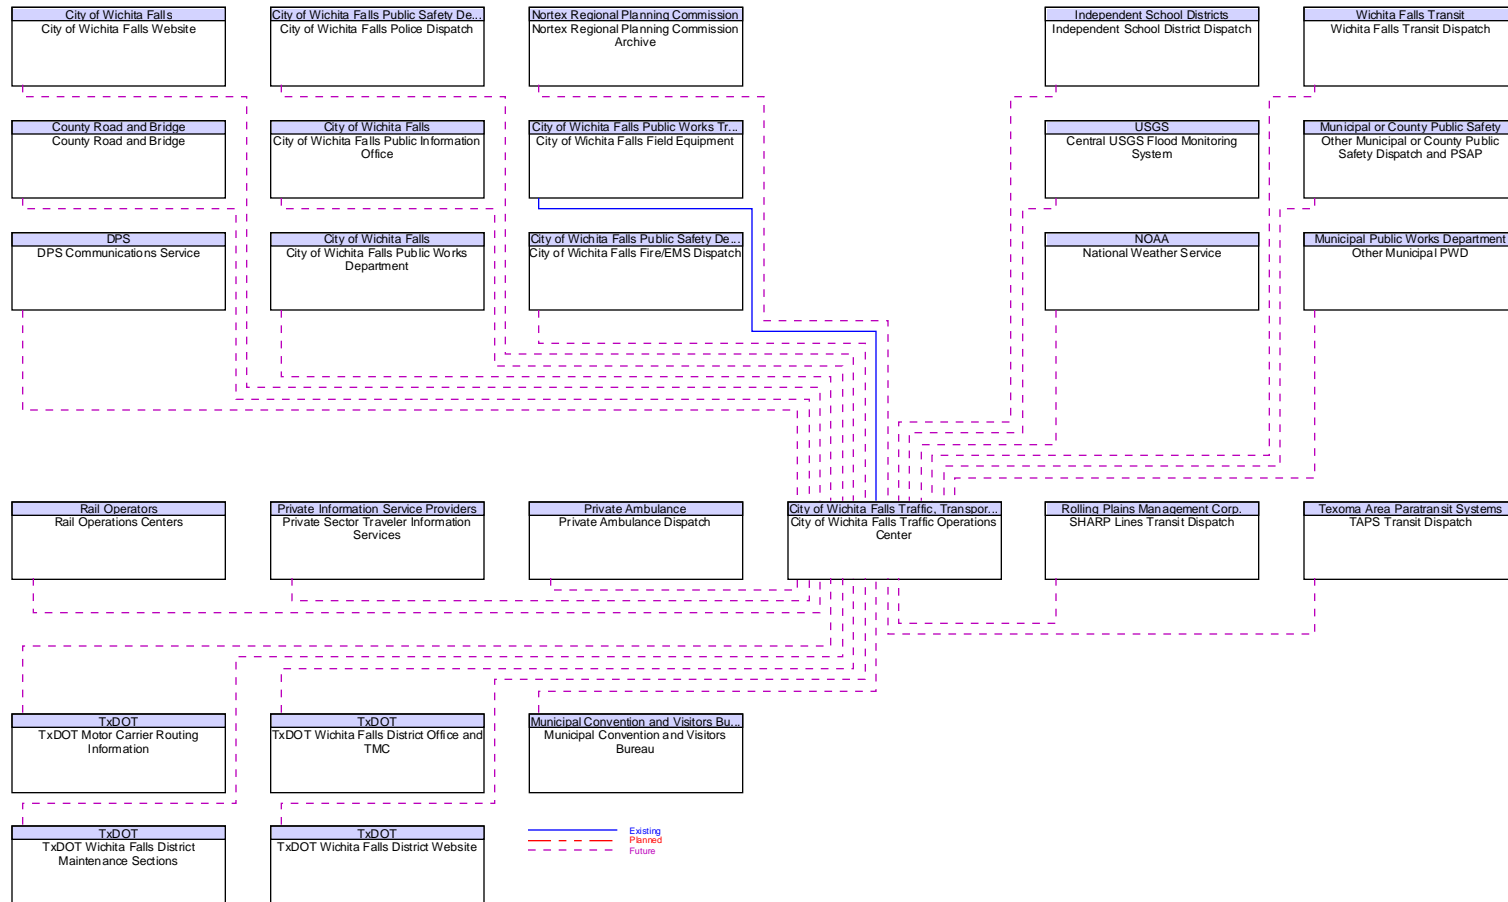 City of Wichita Falls
City of Wichita Falls Website
City of Wichita Falls Public Safety De...
City of Wichita Falls Police Dispatch
Nortex Regional Planning Commission
Nortex Regional Planning Commission
Archive
Independent School Districts
Independent School District Dispatch
Wichita Falls Transit
Wichita Falls Transit Dispatch
County Road and Bridge
County Road and Bridge
City of Wichita Falls
City of Wichita Falls Public Information
Office
City of Wichita Falls Public Works Tr...
City of Wichita Falls Field Equipment
USGS
Central USGS Flood Monitoring
System
Municipal or County Public Safety
Other Municipal or County Public
Safety Dispatch and PSAP
DPS
DPS Communications Service
City of Wichita Falls
City of Wichita Falls Public Works
Department
City of Wichita Falls Public Safety De...
City of Wichita Falls Fire/EMS Dispatch
NOAA
National Weather Service
Municipal Public Works Department
Other Municipal PWD
Rail Operators
Rail Operations Centers
Private Information Service Providers
Private Sector Traveler Information
Services
Private Ambulance
Private Ambulance Dispatch
City of Wichita Falls Traffic, Transpor...
City of Wichita Falls Traffic Operations
Center
Rolling Plains Management Corp.
SHARP Lines Transit Dispatch
Texoma Area Paratransit Systems
TAPS Transit Dispatch
TxDOT
TxDOT Motor Carrier Routing
Information
TxDOT
TxDOT Wichita Falls District Office and
TMC
Municipal Convention and Visitors Bu...
Municipal Convention and Visitors
Bureau
TxDOT
TxDOT Wichita Falls District
Maintenance Sections
TxDOT
TxDOT Wichita Falls District Website
Existing
Planned
Future